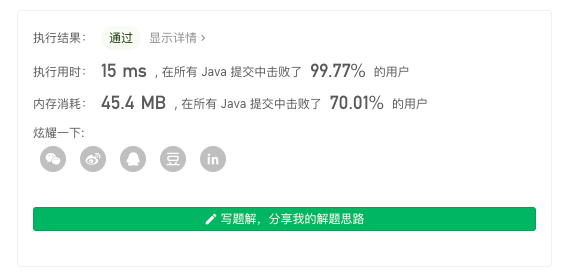 执行结果： 通过 显示详情 >
执行用时： 15 ms , 在所有 Java 提交中击败了 99.77% 的用户
内存消耗： 45.4 MB , 在所有 Java 提交中击败了 70.01% 的用户
炫耀一下:
豆 in
写题解，分享我的解题思路